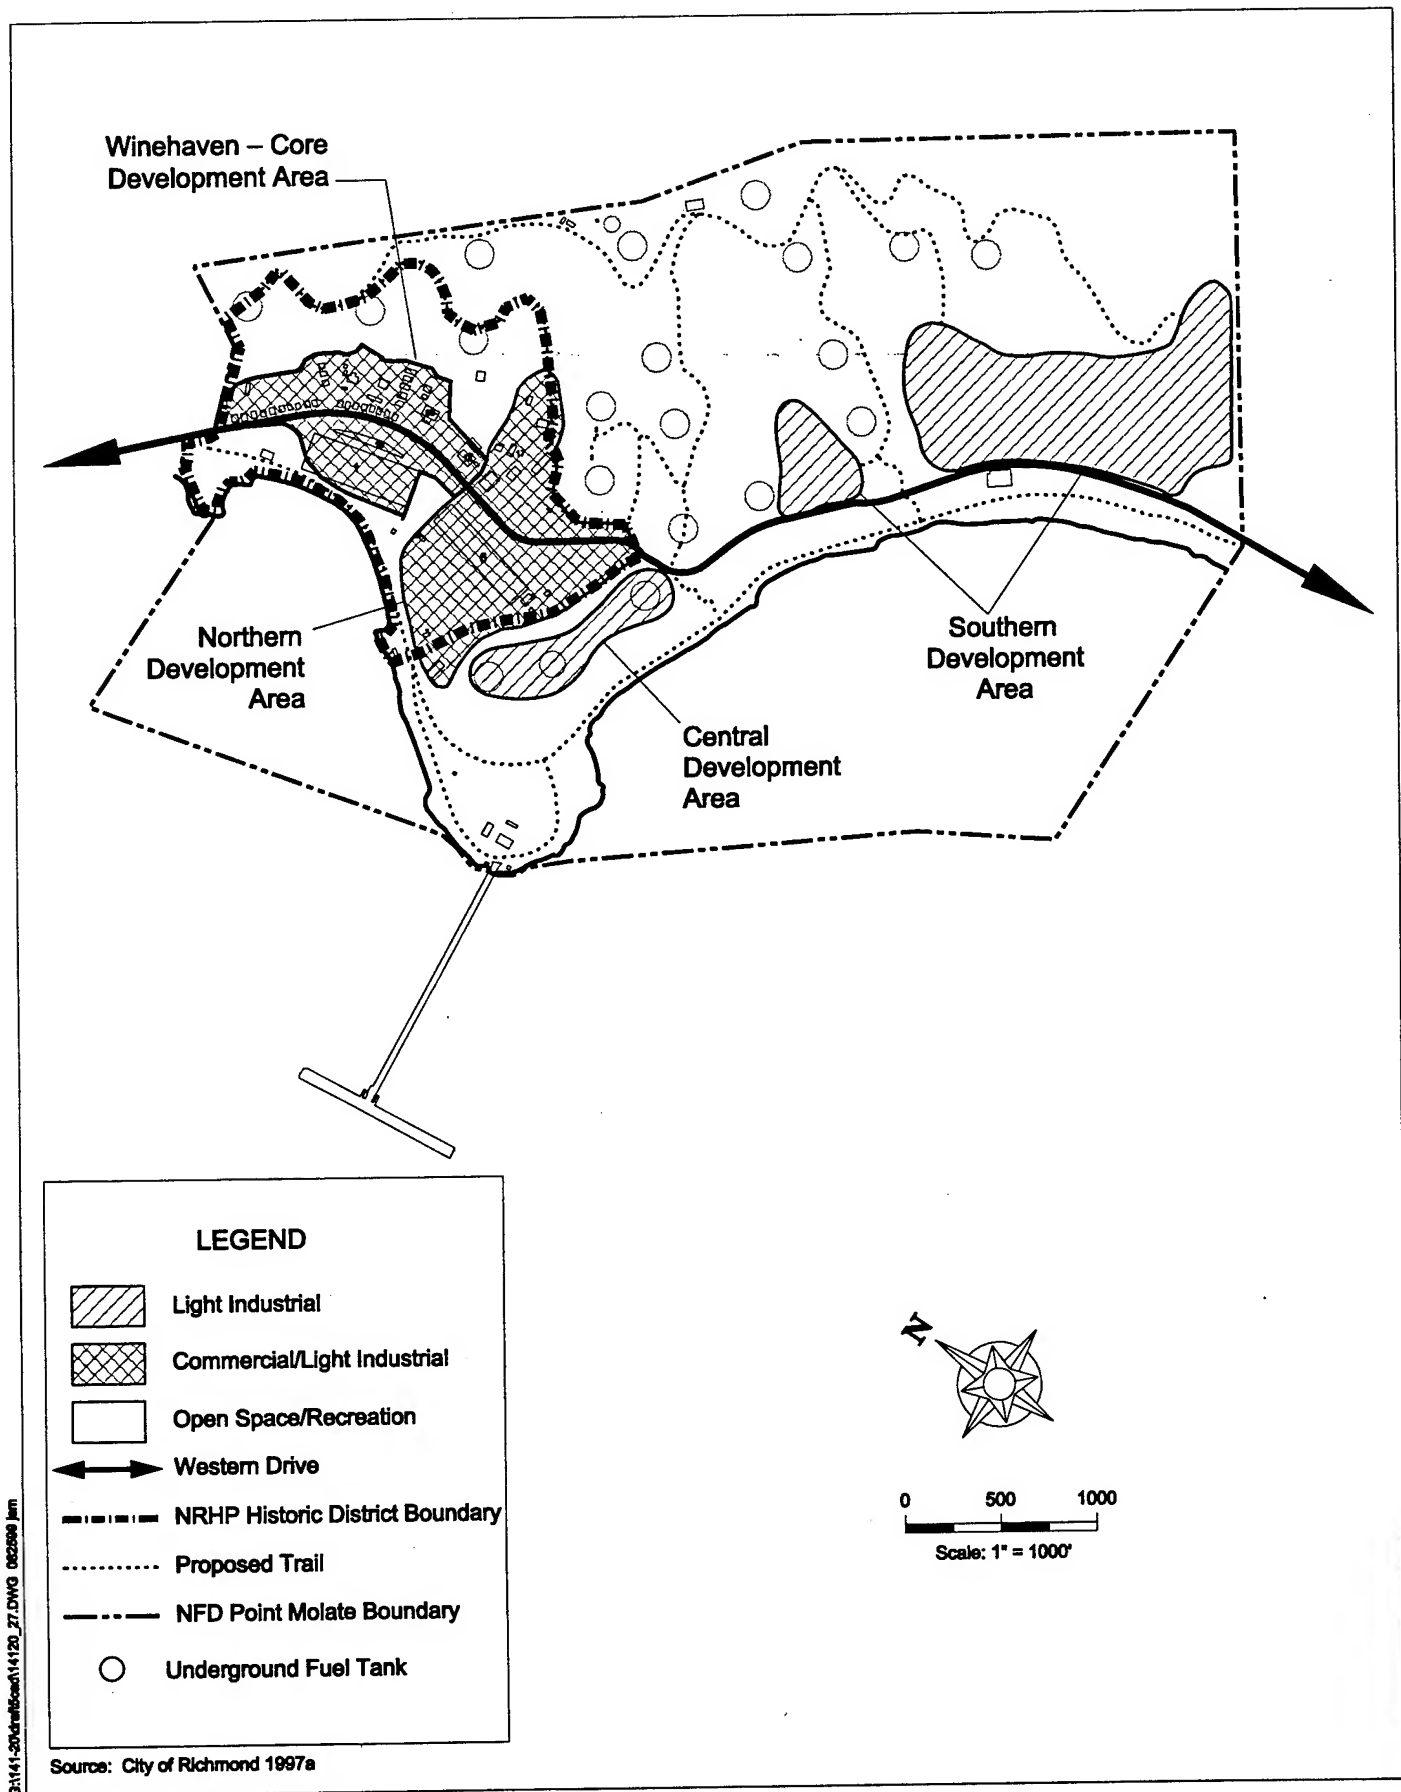 Winehaven – Core
Development Area
Northern
Development
Area
Southern
Development
Area
Central
Development
Area
LEGEND
Light Industrial
Commercial/Light Industrial
Open Space/Recreation
Western Drive
NRHP Historic District Boundary
Proposed Trail
NFD Point Molate Boundary
Underground Fuel Tank
N
0 500 1000
Scale: 1" = 1000'
Source: City of Richmond 1997a